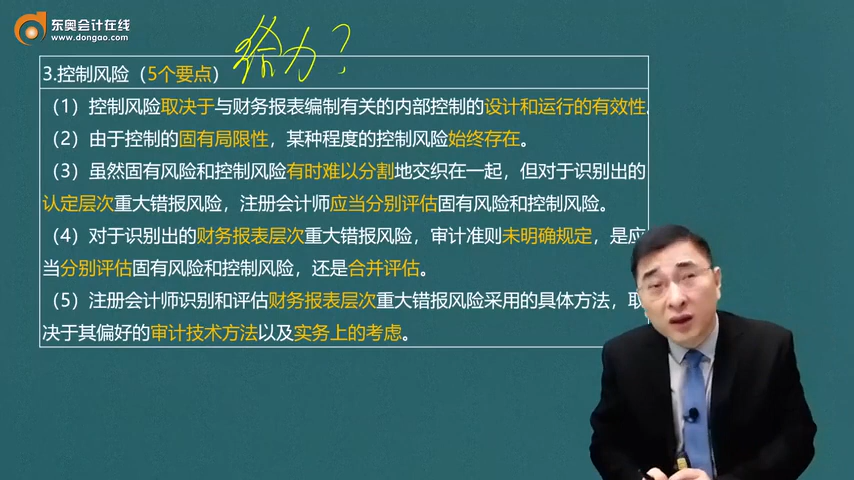 东奥会计在线
www.dongao.com
3.控制风险（5个要点）
（1）控制风险取决于与财务报表编制有关的内部控制的设计和运行的有效性.
（2）由于控制的固有局限性，某种程度的控制风险始终存在。
（3）虽然固有风险和控制风险有时难以分割地交织在一起，但对于识别出的
认定层次重大错报风险，注册会计师应当分别评估固有风险和控制风险。
（4）对于识别出的财务报表层次重大错报风险，审计准则未明确规定，是应
当分别评估固有风险和控制风险，还是合并评估。
（5）注册会计师识别和评估财务报表层次重大错报风险采用的具体方法，取
决于其偏好的审计技术方法以及实务上的考虑。